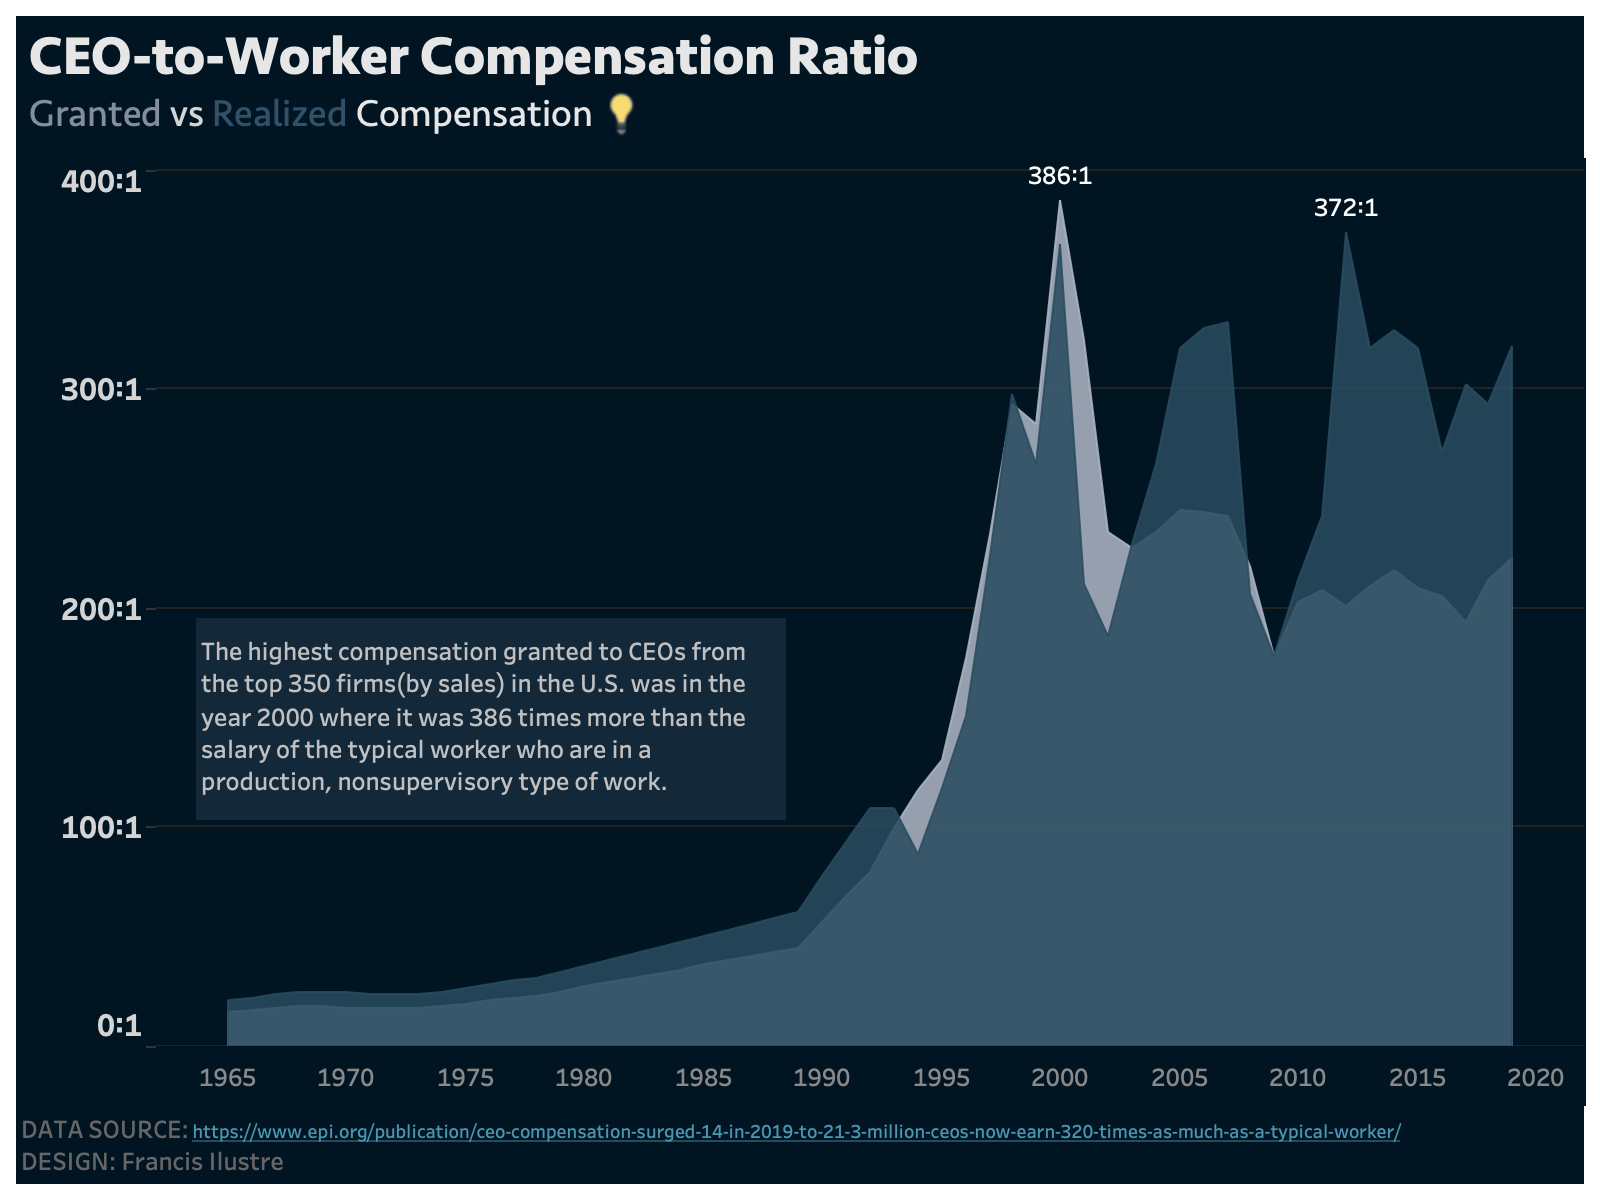 CEO-to-Worker Compensation Ratio
Granted vs Realized Compensation
400:1
386:1
372:1
300:1
200:1
The highest compensation granted to CEOs from
the top 350 firms(by sales) in the U.S. was in the
year 2000 where it was 386 times more than the
salary of the typical worker who are in a
production, nonsupervisory type of work.
100:1
0:1
1965 1970 1975 1980 1985 1990 1995 2000 2005 2010 2015 2020
DATA SOURCE: https://www.epi.org/publication/ceo-compensation-surged-14-in-2019-to-21-3-million-ceos-now-earn-320-times-as-much-as-a-typical-worker/
DESIGN: Francis Ilustre